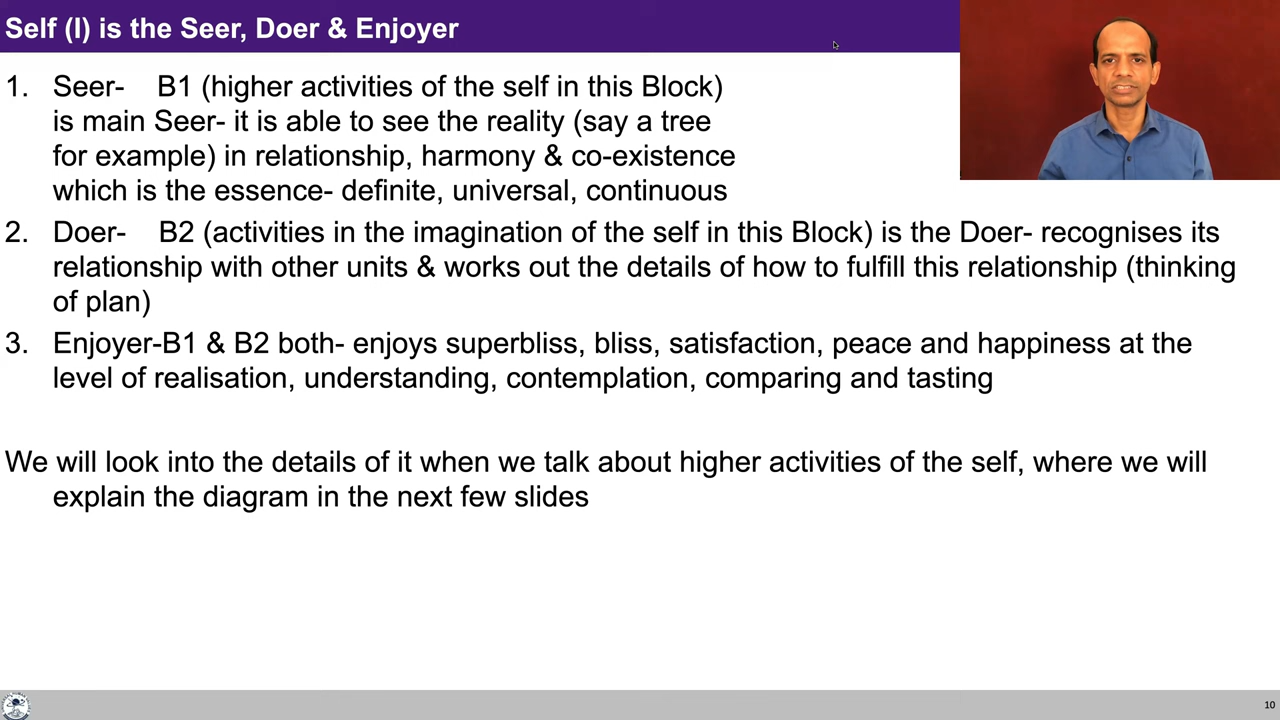 Self (I) is the Seer, Doer & Enjoyer
1. Seer- B1 (higher activities of the self in this Block)
is main Seer- it is able to see the reality (say a tree
for example) in relationship, harmony & co-existence
which is the essence- definite, universal, continuous
2. Doer- B2 (activities in the imagination of the self in this Block) is the Doer- recognises its
relationship with other units & works out the details of how to fulfill this relationship (thinking
of plan)
3. Enjoyer-B1 & B2 both- enjoys superbliss, bliss, satisfaction, peace and happiness at the
level of realisation, understanding, contemplation, comparing and tasting
We will look into the details of it when we talk about higher activities of the self, where we will
explain the diagram in the next few slides
10